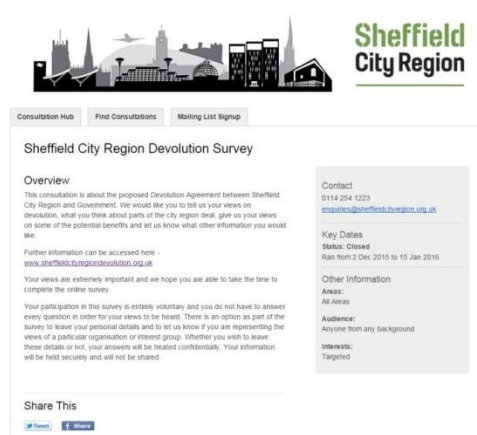 Sheffield
City Region
Consultation Hub
Find Consultations
Mailing List Signup
Sheffield City Region Devolution Survey
Overview
This consultation is about the proposed Devolution Agreement between Sheffield
City Region and Government. We would like you to tell us your views on
devolution, what you think about parts of the city region deal, give us your views
on some of the potential benefits and let us know what other information you would
like.
Further information can be accessed here -
www.sheffieldcityregiondevolution.org.uk
Your views are extremely important and we hope you are able to take the time to
complete the online survey.
Your participation in this survey is entirely voluntary and you do not have to answer
every question in order for your views to be heard. There is an option as part of the
survey to leave your personal details and to let us know if you are representing the
views of a particular organisation or interest group. Whether you wish to leave
these details or not, your answers will be treated confidentially. Your information
will be held securely and will not be shared.
Share This
Tweet
Share
Contact
0114 254 1223
enquiries@sheffieldcityregion.org.uk
Key Dates
Status: Closed
Ran from 2 Dec 2015 to 15 Jan 2016
Other Information
Areas:
All Areas
Audience:
Anyone from any background
Interests:
Targeted